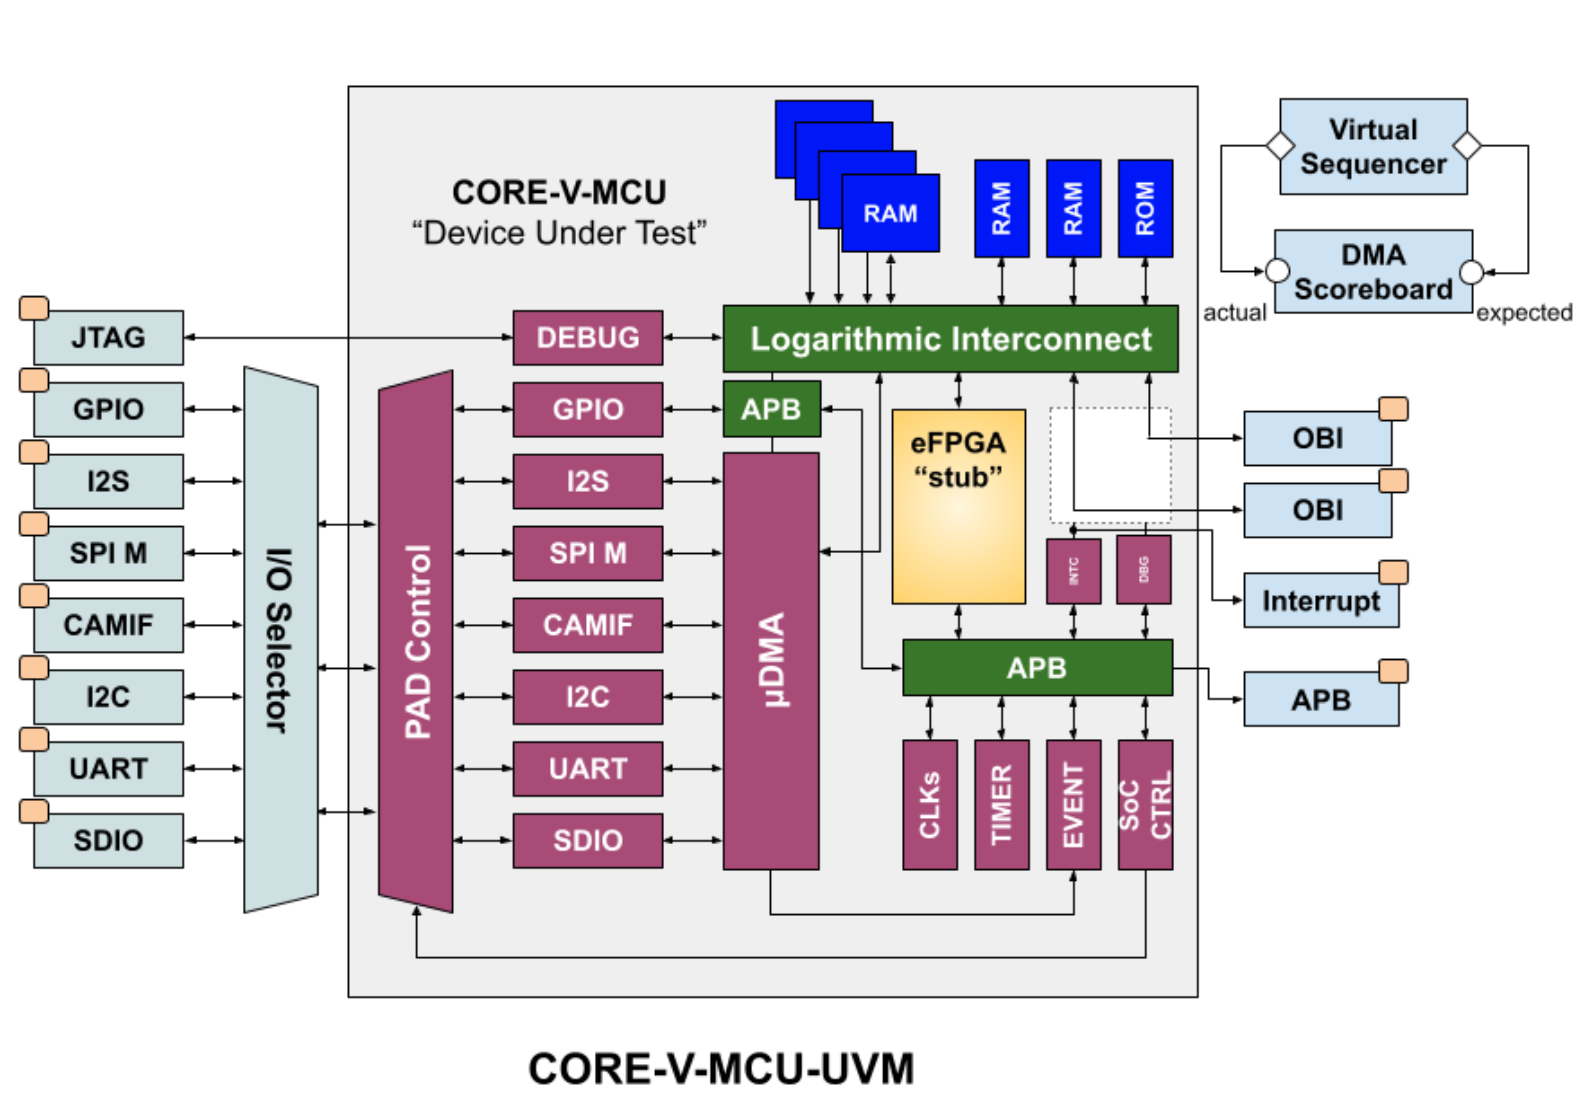 CORE-V-MCU
“Device Under Test”
RAM
RAM
RAM
ROM
Virtual
Sequencer
DMA
Scoreboard
actual
expected
JTAG
GPIO
I2S
SPI M
CAMIF
I2C
UART
SDIO
I/O Selector
PAD Control
DEBUG
GPIO
I2S
SPI M
CAMIF
I2C
UART
SDIO
Logarithmic Interconnect
APB
µDMA
eFPGA
“stub”
INTC
DBG
APB
CLKs
TIMER
EVENT
SoC
CTRL
OBI
OBI
Interrupt
APB
CORE-V-MCU-UVM